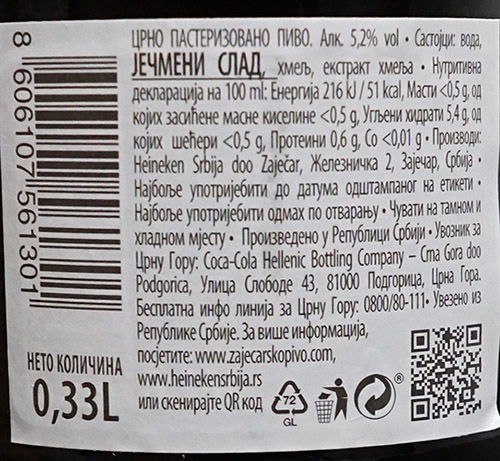 ЦРНО ПАСТЕРИЗОВАНО ПИВО. Алк. 5,2% vol • Састојци: вода,
ЈЕЧМЕНИ СЛАД, хмељ, екстракт хмеља • Нутритивна
декларација на 100 ml: Енергија 216 kJ / 51 kcal, Масти <0,5 g, од
којих засићене масне киселине <0,5 g, Угљени хидрати 5,4 g, од
којих шећери <0,5 g, Протеини 0,6 g, Со <0,01 g • Производи:
Heineken Srbija doo Zaječar, Железничка 2, Зајечар, Србија •
Најбоље употријебити до датума одштампаног на етикети •
Најбоље употријебити одмах по отварању • Чувати на тамном и
хладном мјесту • Произведено у Републици Србији • Увозник за
Црну Гору: Coca-Cola Hellenic Bottling Company – Crna Gora doo
Podgorica, Улица Слободе 43, 81000 Подгорица, Црна Гора.
Бесплатна инфо линија за Црну Гору: 0800/80-111• Увезено из
Републике Србије. За више информација,
посјетите: www.zajecarskopivo.com,
www.heinekensrbija.rs
или скенирајте QR код
72
GL
®
НЕТО КОЛИЧИНА
0,33L
8 606107 561301